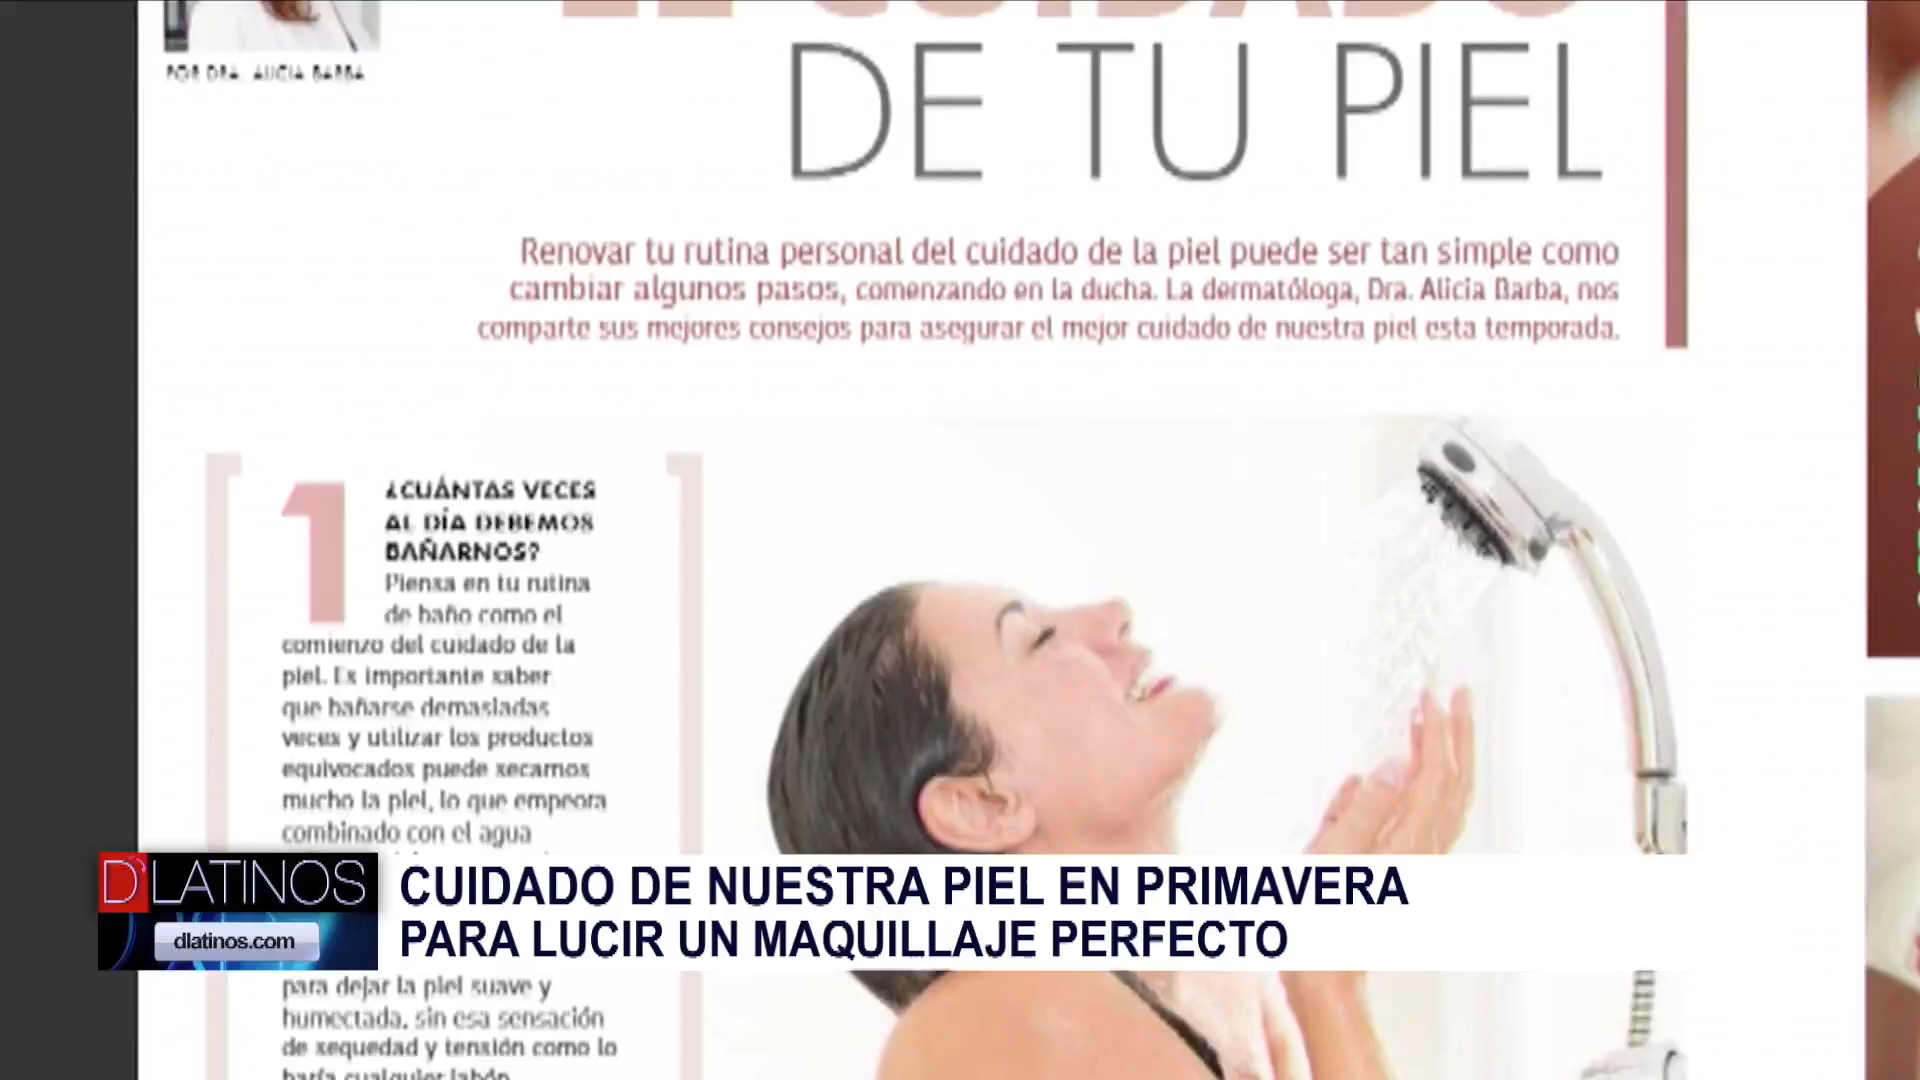 EL CUIDADO
DE TU PIEL
POR DRA. ALICIA BARBA
Renovar tu rutina personal del cuidado de la piel puede ser tan simple como
cambiar algunos pasos, comenzando en la ducha. La dermatóloga, Dra. Alicia Barba, nos
comparte sus mejores consejos para asegurar el mejor cuidado de nuestra piel esta temporada.
1
¿CUÁNTAS VECES
AL DÍA DEBEMOS
BAÑARNOS?
Piensa en tu rutina
de baño como el
comienzo del cuidado de la
piel. Es importante saber
que bañarse demasiadas
veces y utilizar los productos
equivocados puede secarnos
mucho la piel, lo que empeora
combinado con el agua
para dejar la piel suave y
humectada, sin esa sensación
de sequedad y tensión como lo
haría cualquier jabón.
D'LATINOS
dlatinos.com
CUIDADO DE NUESTRA PIEL EN PRIMAVERA
PARA LUCIR UN MAQUILLAJE PERFECTO